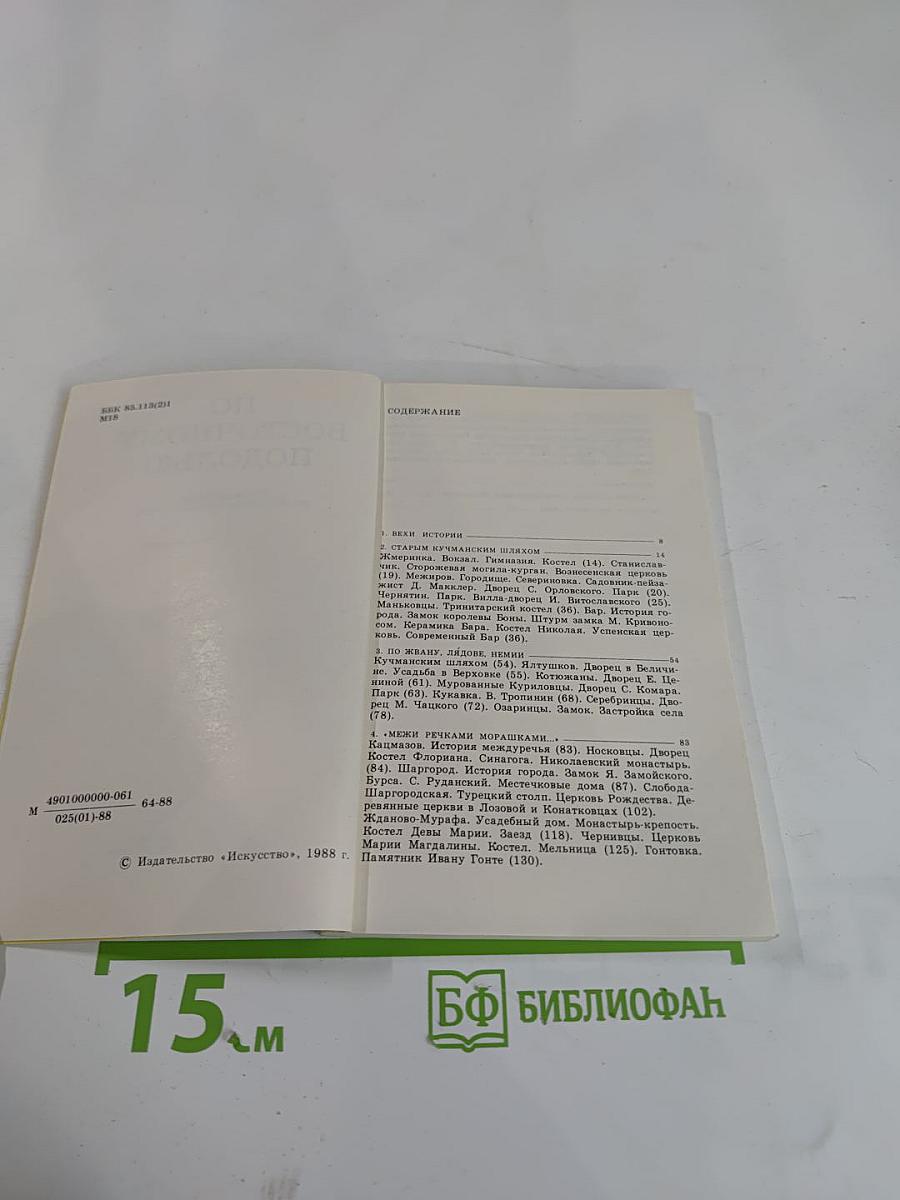 ББК 85.113(2)1
М18
М 4901000000-061 64-88
025(01)-88
© Издательство «Искусство», 1988 г.
СОДЕРЖАНИЕ
1. ВЕХИ ИСТОРИИ 8
2. СТАРЫМ КУЧМАНСКИМ ШЛЯХОМ 14
Жмеринка. Вокзал. Гимназия. Костел (14). Станислав-
чик. Сторожевая могила-курган. Вознесенская церковь
(19). Межиров. Городище. Севериновка. Садовник-пейза-
жист Д. Макклер. Дворец С. Орловского. Парк (20).
Чернятин. Парк. Вилла-дворец И. Витославского (25).
Маньковцы. Тринитарский костел (36). Бар. История го-
рода. Замок королевы Боны. Штурм замка М. Кривоно-
сом. Керамика Бара. Костел Николая. Успенская цер-
ковь. Современный Бар (36).
3. ПО ЖВАНУ, ЛЯ́ДОВЕ, НЕМИИ 54
Кучманским шляхом (54). Ялтушков. Дворец в Величи-
не. Усадьба в Верховке (55). Котюжаны. Дворец Е. Це-
ниной (61). Мурованные Куриловцы. Дворец С. Комара.
Парк (63). Кукавка. В. Тропинин (68). Серебринцы. Дво-
рец М. Чацкого (72). Озаринцы. Замок. Застройка села
(78).
4. «МЕЖИ РЕЧКАМИ МОРАШКАМИ...» 83
Кацмазов. История междуречья (83). Носковцы. Дворец
Костел Флориана. Синагога. Николаевский монастырь.
(84). Шаргород. История города. Замок Я. Замойского.
Бурса. С. Руданский. Местечковые дома (87). Слобода-
Шаргородская. Турецкий столп. Церковь Рождества. Де-
ревянные церкви в Лозовой и Конатковцах (102).
Жданово-Мурафа. Усадебный дом. Монастырь-крепость.
Костел Девы Марии. Заезд (118). Чернивцы. Церковь
Марии Магдалины. Костел. Мельница (125). Гонтовка.
Памятник Ивану Гонте (130).
15 см
БФ БИБЛИОФАН